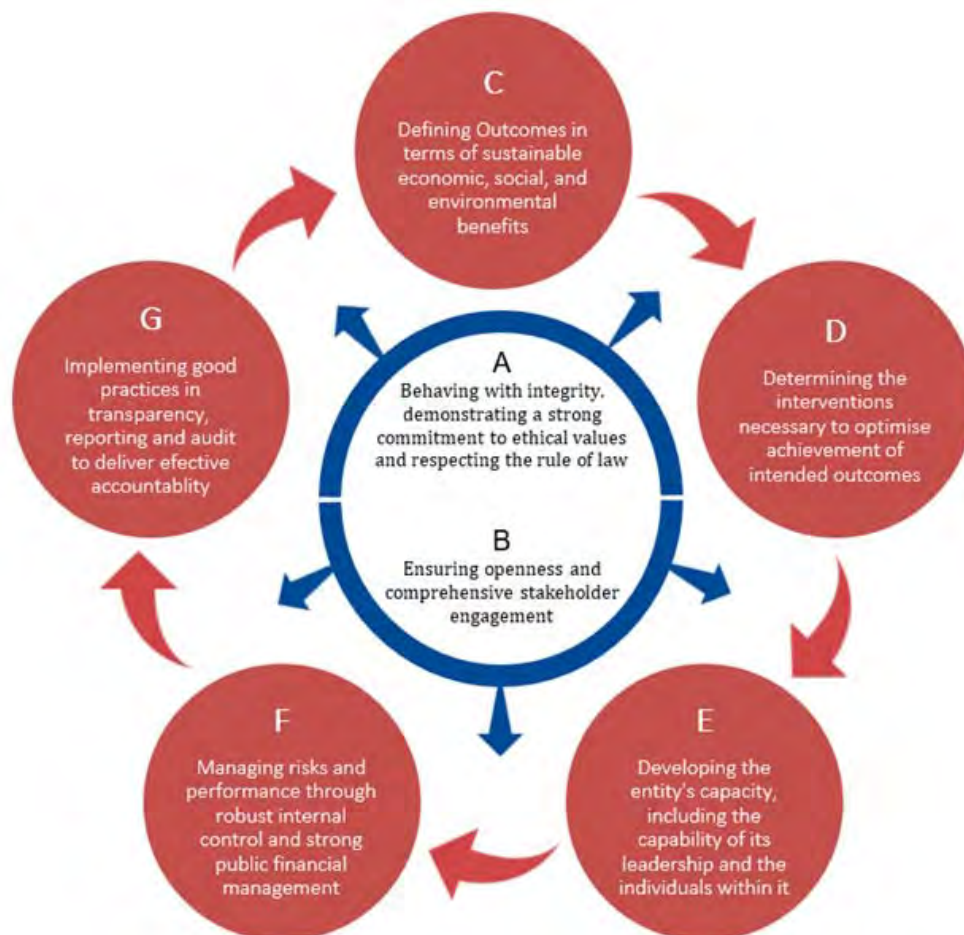 C
Defining Outcomes in
terms of sustainable
economic, social, and
environmental
benefits
G
Implementing good
practices in
transparency,
reporting and audit
to deliver efective
accountablity
A
Behaving with integrity.
demonstrating a strong
commitment to ethical values
and respecting the rule of law
D
Determining the
interventions
necessary to optimise
achievement of
intended outcomes
B
Ensuring openness and
comprehensive stakeholder
engagement
F
Managing risks and
performance through
robust internal
control and strong
public financial
management
E
Developing the
entity's capacity,
including the
capability of its
leadership and the
individuals within it